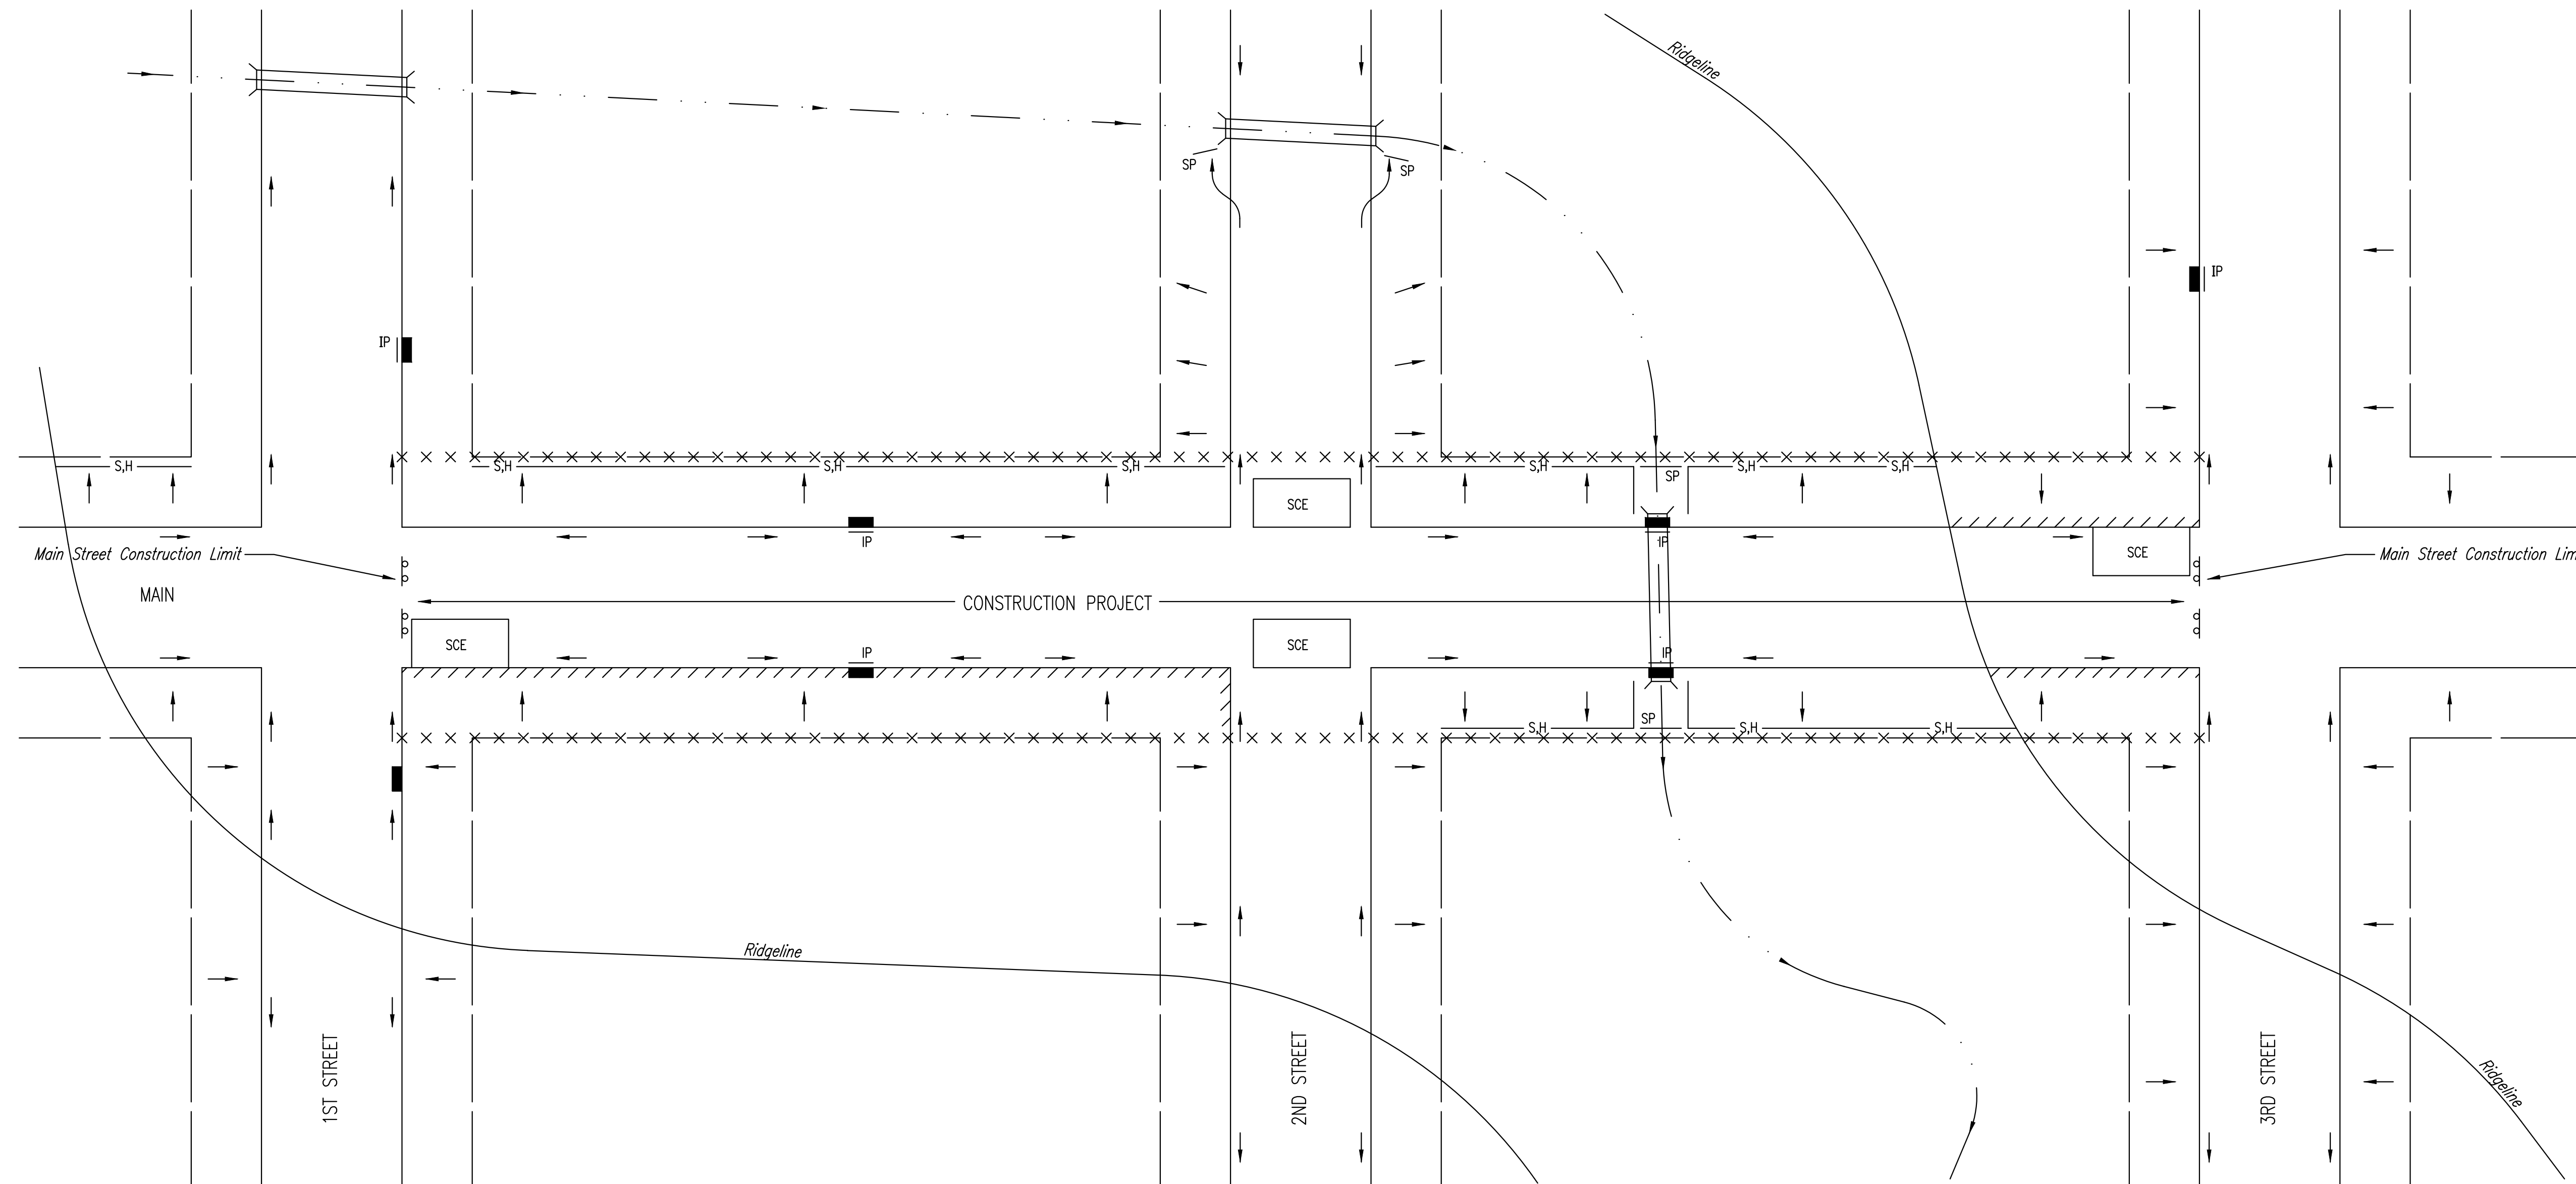 Ridgeline
SP
SP
IP
IP
S,H
S,H
S,H
S,H
S,H
SP
S,H
S,H
SCE
IP
IP
SCE
Main Street Construction Limit
Main Street Construction Lim
MAIN
CONSTRUCTION PROJECT
SCE
IP
SCE
IP
SP
S,H
S,H
S,H
Ridgeline
1ST STREET
2ND STREET
3RD STREET
Ridgeline